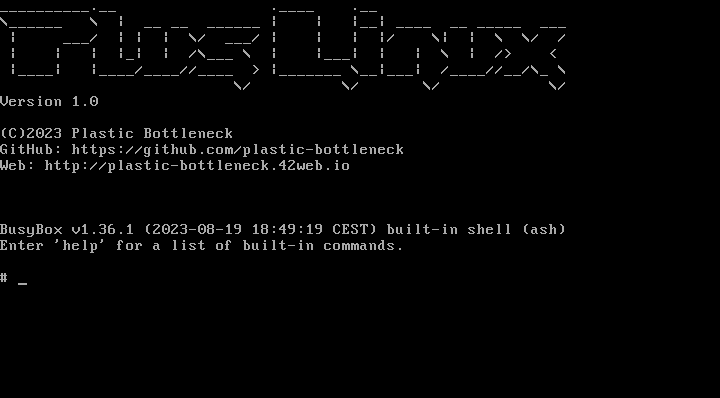 Plus Linux
Version 1.0
(C)2023 Plastic Bottleneck
GitHub: https://github.com/plastic-bottleneck
Web: http://plastic-bottleneck.42web.io
BusyBox v1.36.1 (2023-08-19 18:49:19 CEST) built-in shell (ash)
Enter 'help' for a list of built-in commands.
# _